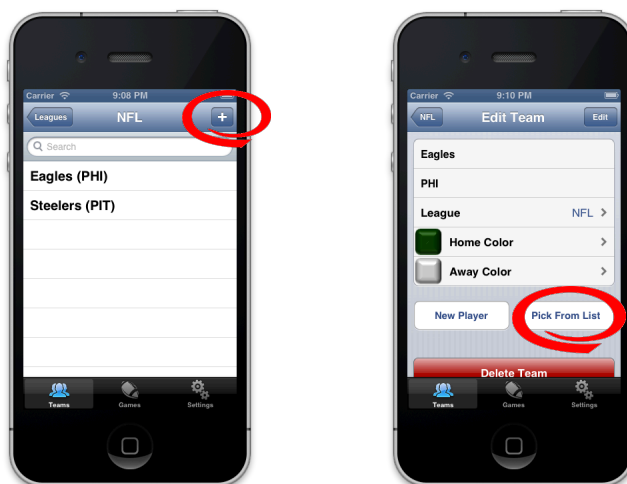 Carrier 9:08 PM
Leagues NFL +
Search
Eagles (PHI)
Steelers (PIT)
Teams Games Settings
Carrier 9:10 PM
NFL Edit Team Edit
Eagles
PHI
League NFL >
Home Color >
Away Color >
New Player Pick From List
Delete Team
Teams Games Settings